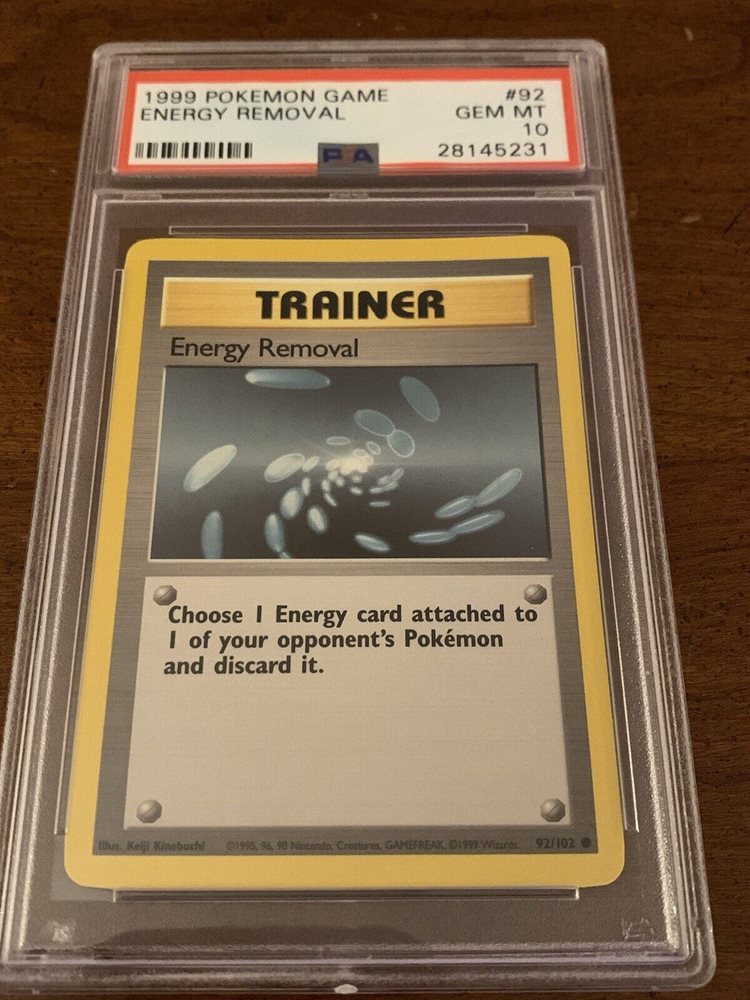 1999 POKEMON GAME #92
ENERGY REMOVAL GEM MT
10
28145231
TRAINER
Energy Removal
Choose 1 Energy card attached to
1 of your opponent's Pokémon
and discard it.
Illus. Keiji Kinebuchi ©1995, 96, 98 Nintendo, Creatures, GAMEFREAK. ©1999 Wizards. 92/102